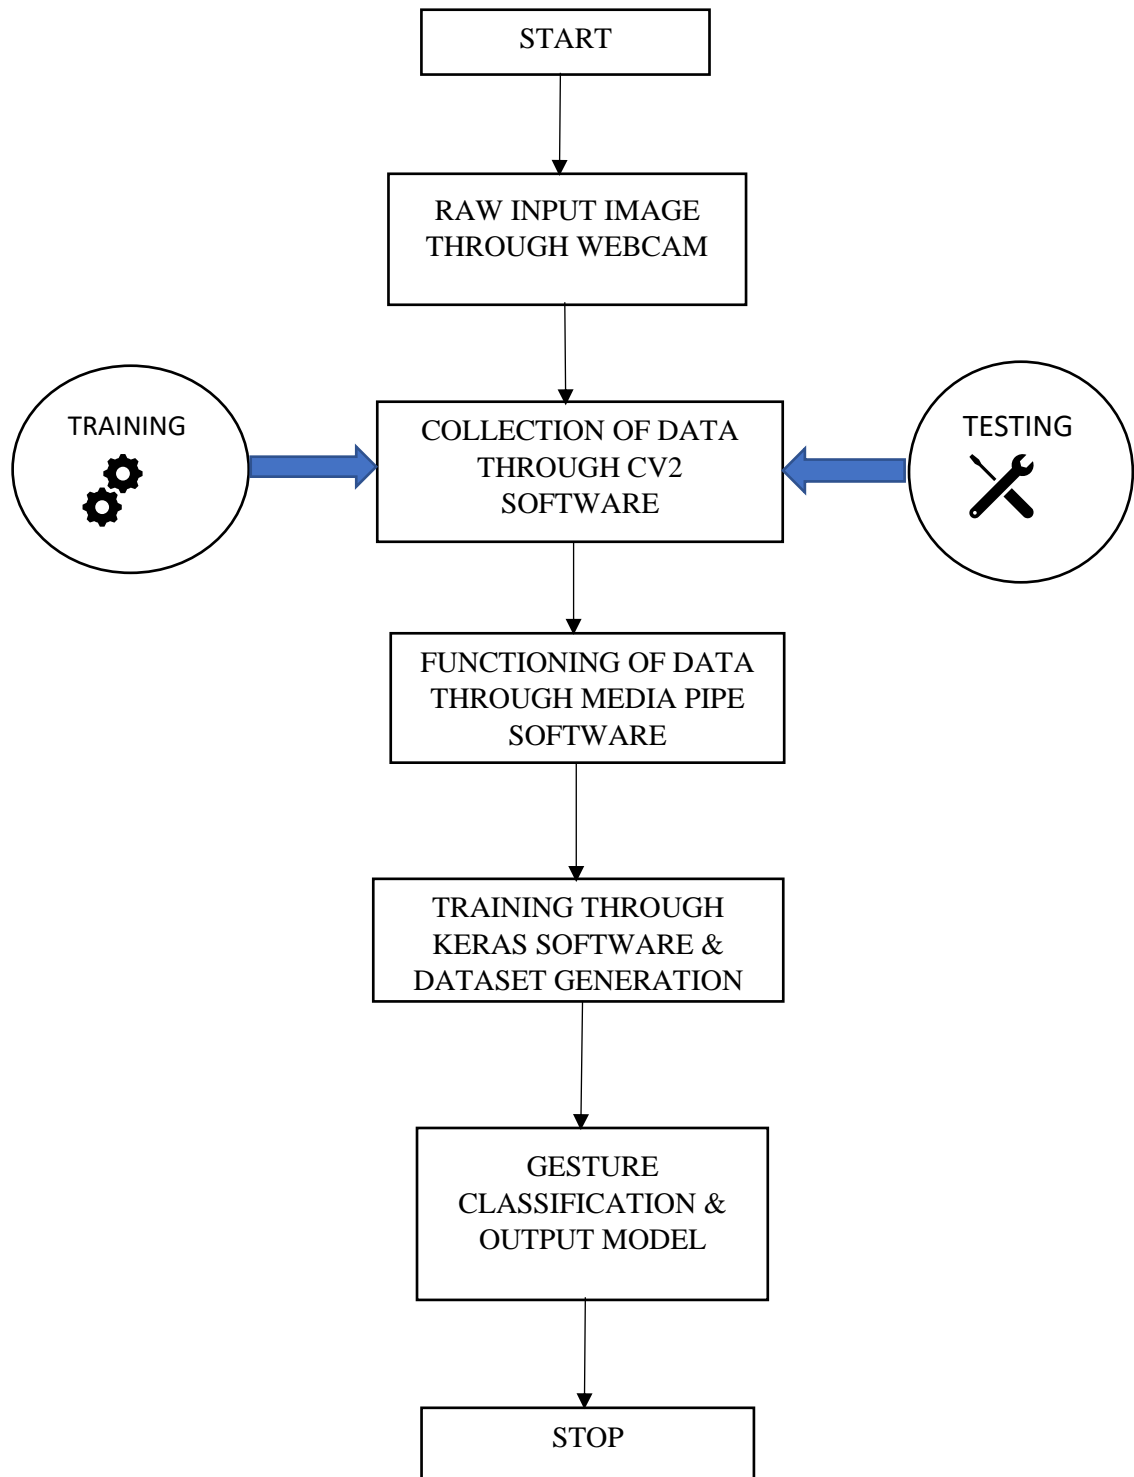 START
RAW INPUT IMAGE
THROUGH WEBCAM
TRAINING
COLLECTION OF DATA
THROUGH CV2
SOFTWARE
TESTING
FUNCTIONING OF DATA
THROUGH MEDIA PIPE
SOFTWARE
TRAINING THROUGH
KERAS SOFTWARE &
DATASET GENERATION
GESTURE
CLASSIFICATION &
OUTPUT MODEL
STOP